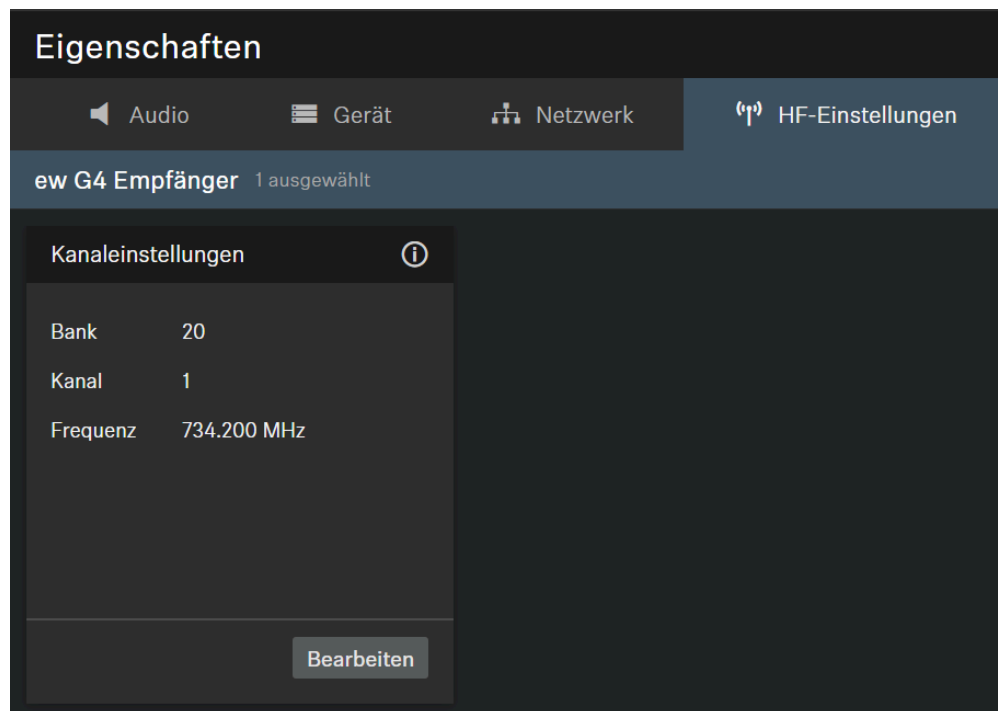 Eigenschaften
Audio Gerät Netzwerk HF-Einstellungen
ew G4 Empfänger 1 ausgewählt
Kanaleinstellungen
Bank 20
Kanal 1
Frequenz 734.200 MHz
Bearbeiten